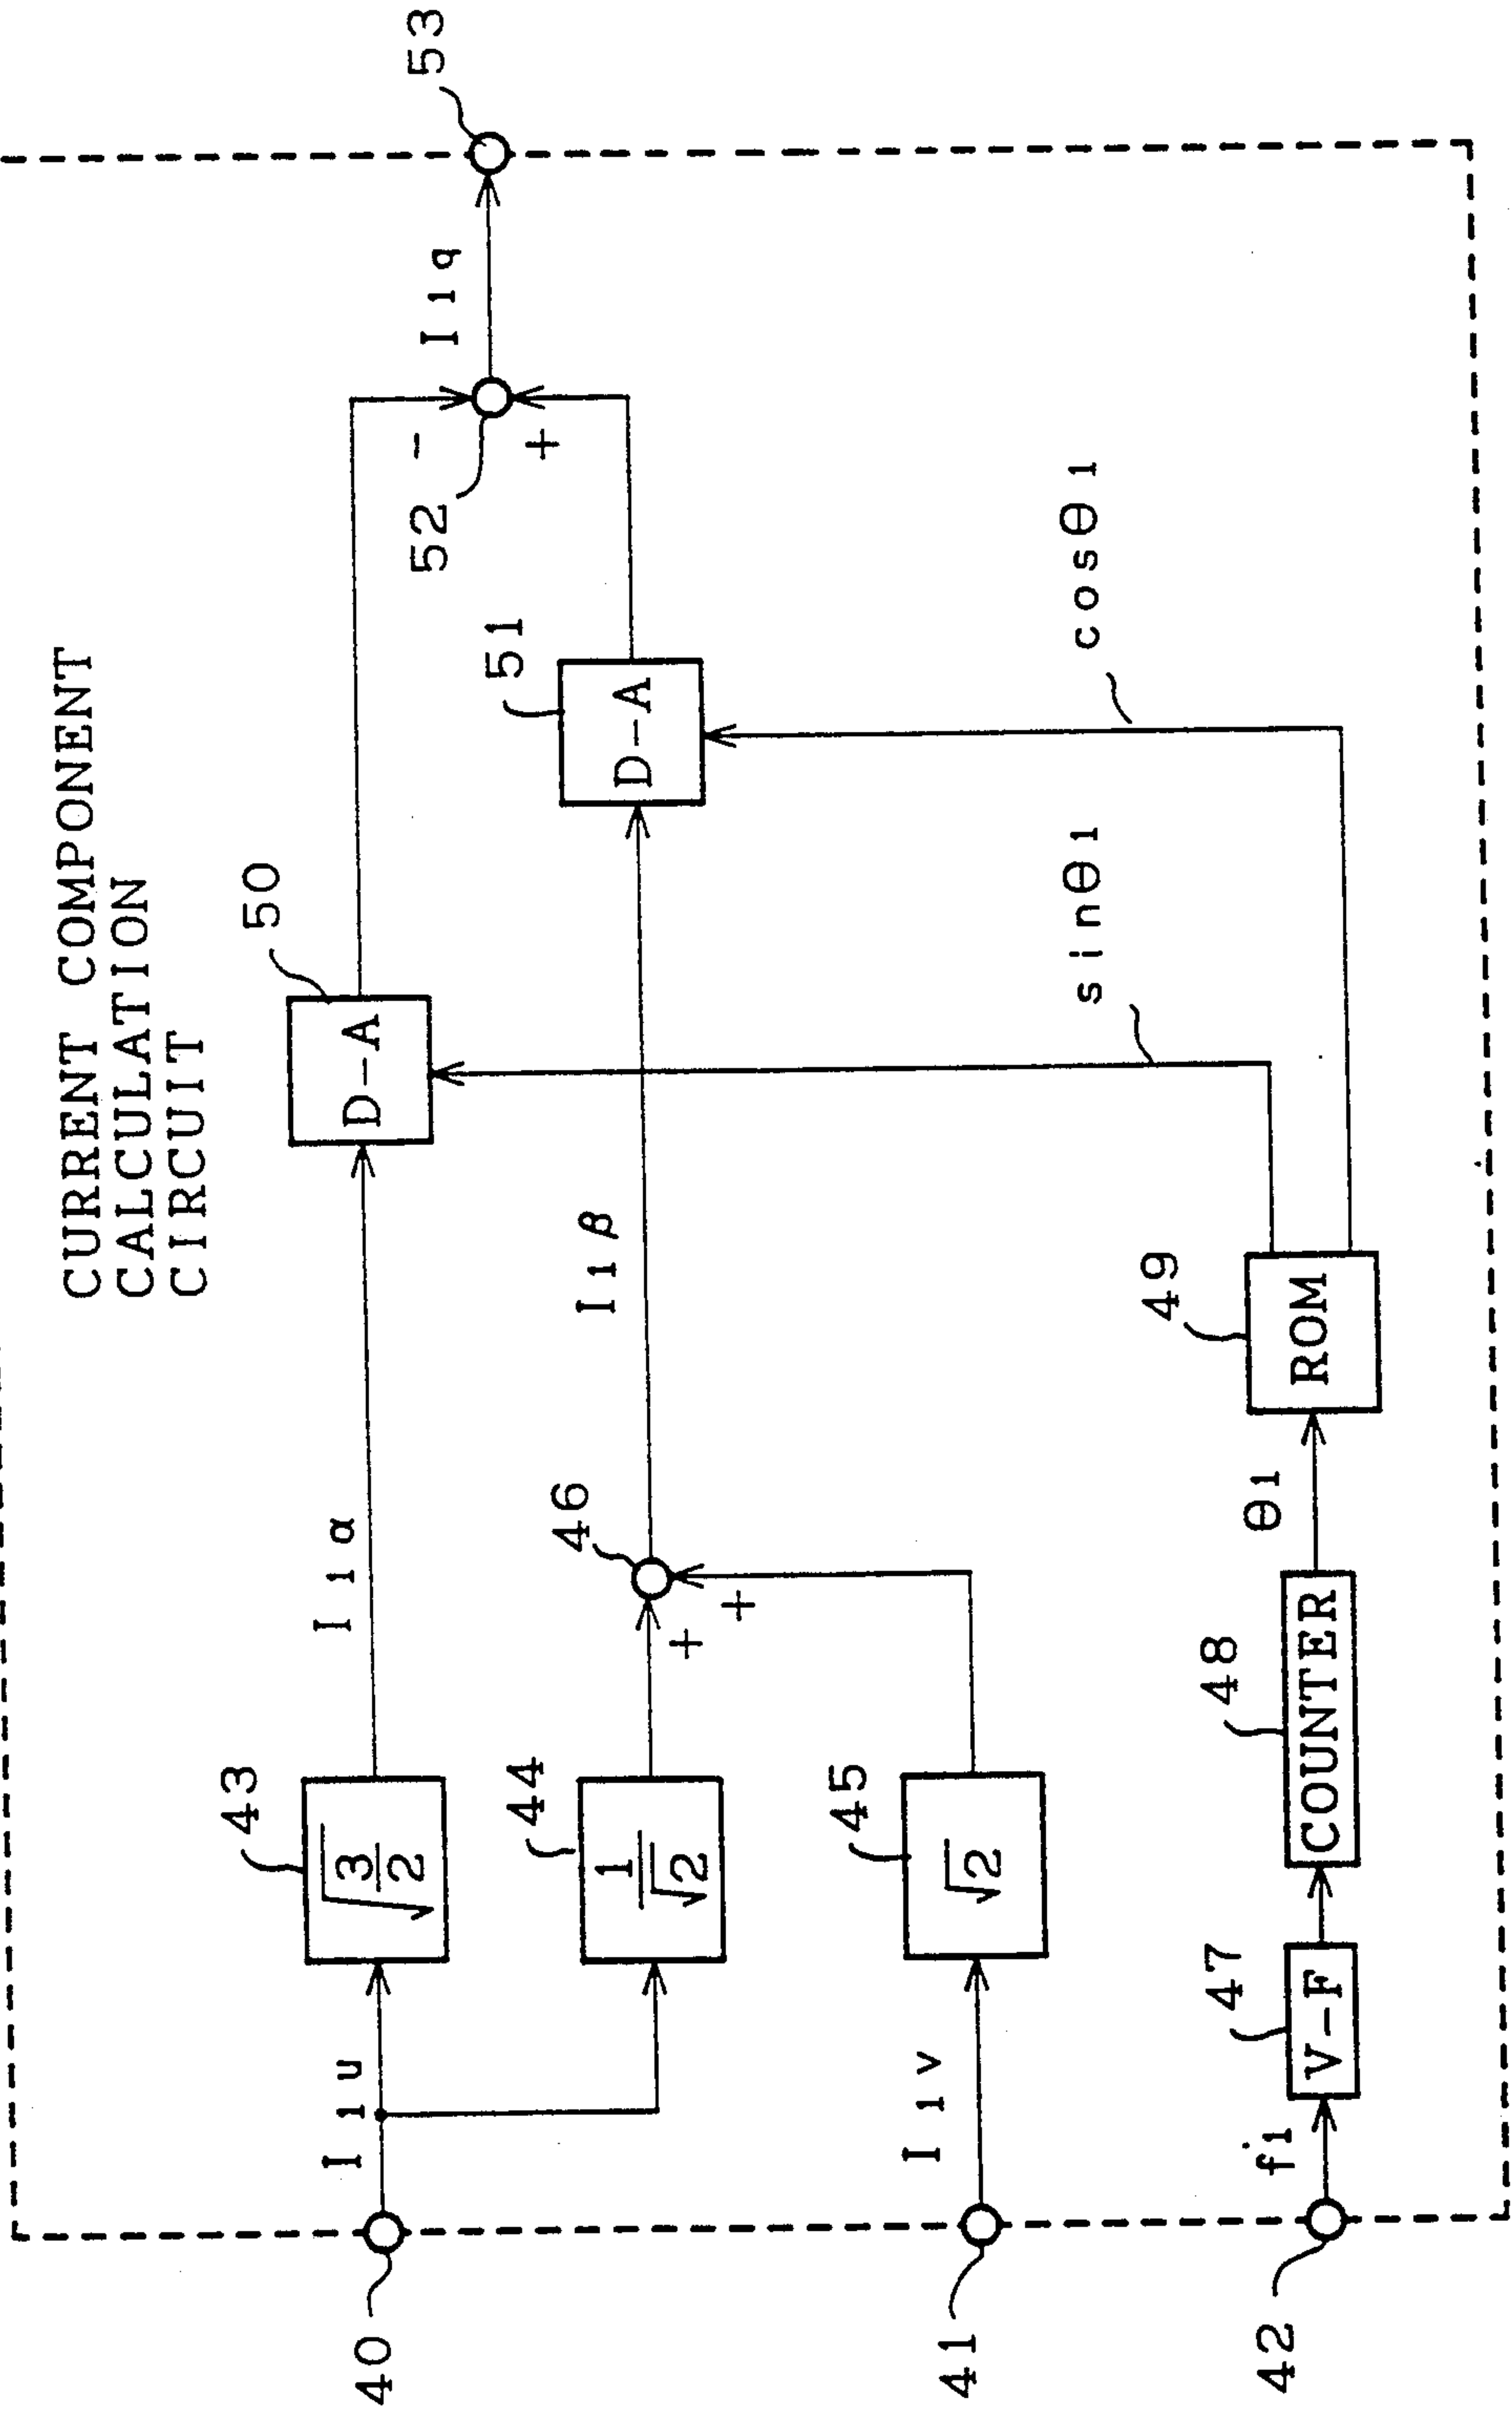 CURRENT COMPONENT
CALCULATION
CIRCUIT
40
I1u
43
√3/2
I1α
50
D-A
44
1/√2
46
+
+
I1β
51
D-A
52
-
+
I1q
53
41
I1v
45
√2
sinθ1
cosθ1
42
f1
47
V-F
48
COUNTER
θ1
49
ROM